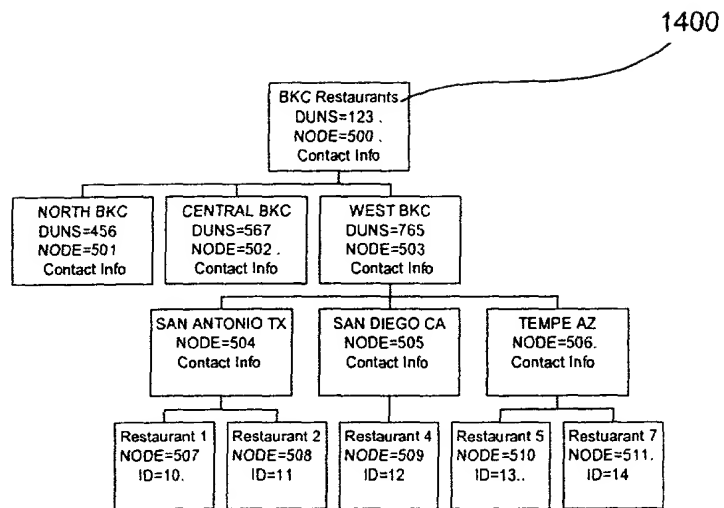 1400
BKC Restaurants
DUNS=123 .
NODE=500 .
Contact Info
NORTH BKC
DUNS=456
NODE=501
Contact Info
CENTRAL BKC
DUNS=567
NODE=502 .
Contact Info
WEST BKC
DUNS=765
NODE=503
Contact Info
SAN ANTONIO TX
NODE=504
Contact Info
SAN DIEGO CA
NODE=505
Contact Info
TEMPE AZ
NODE=506.
Contact Info
Restaurant 1
NODE=507
ID=10.
Restaurant 2
NODE=508
ID=11
Restaurant 4
NODE=509
ID=12
Restaurant 5
NODE=510
ID=13..
Restuarant 7
NODE=511.
ID=14